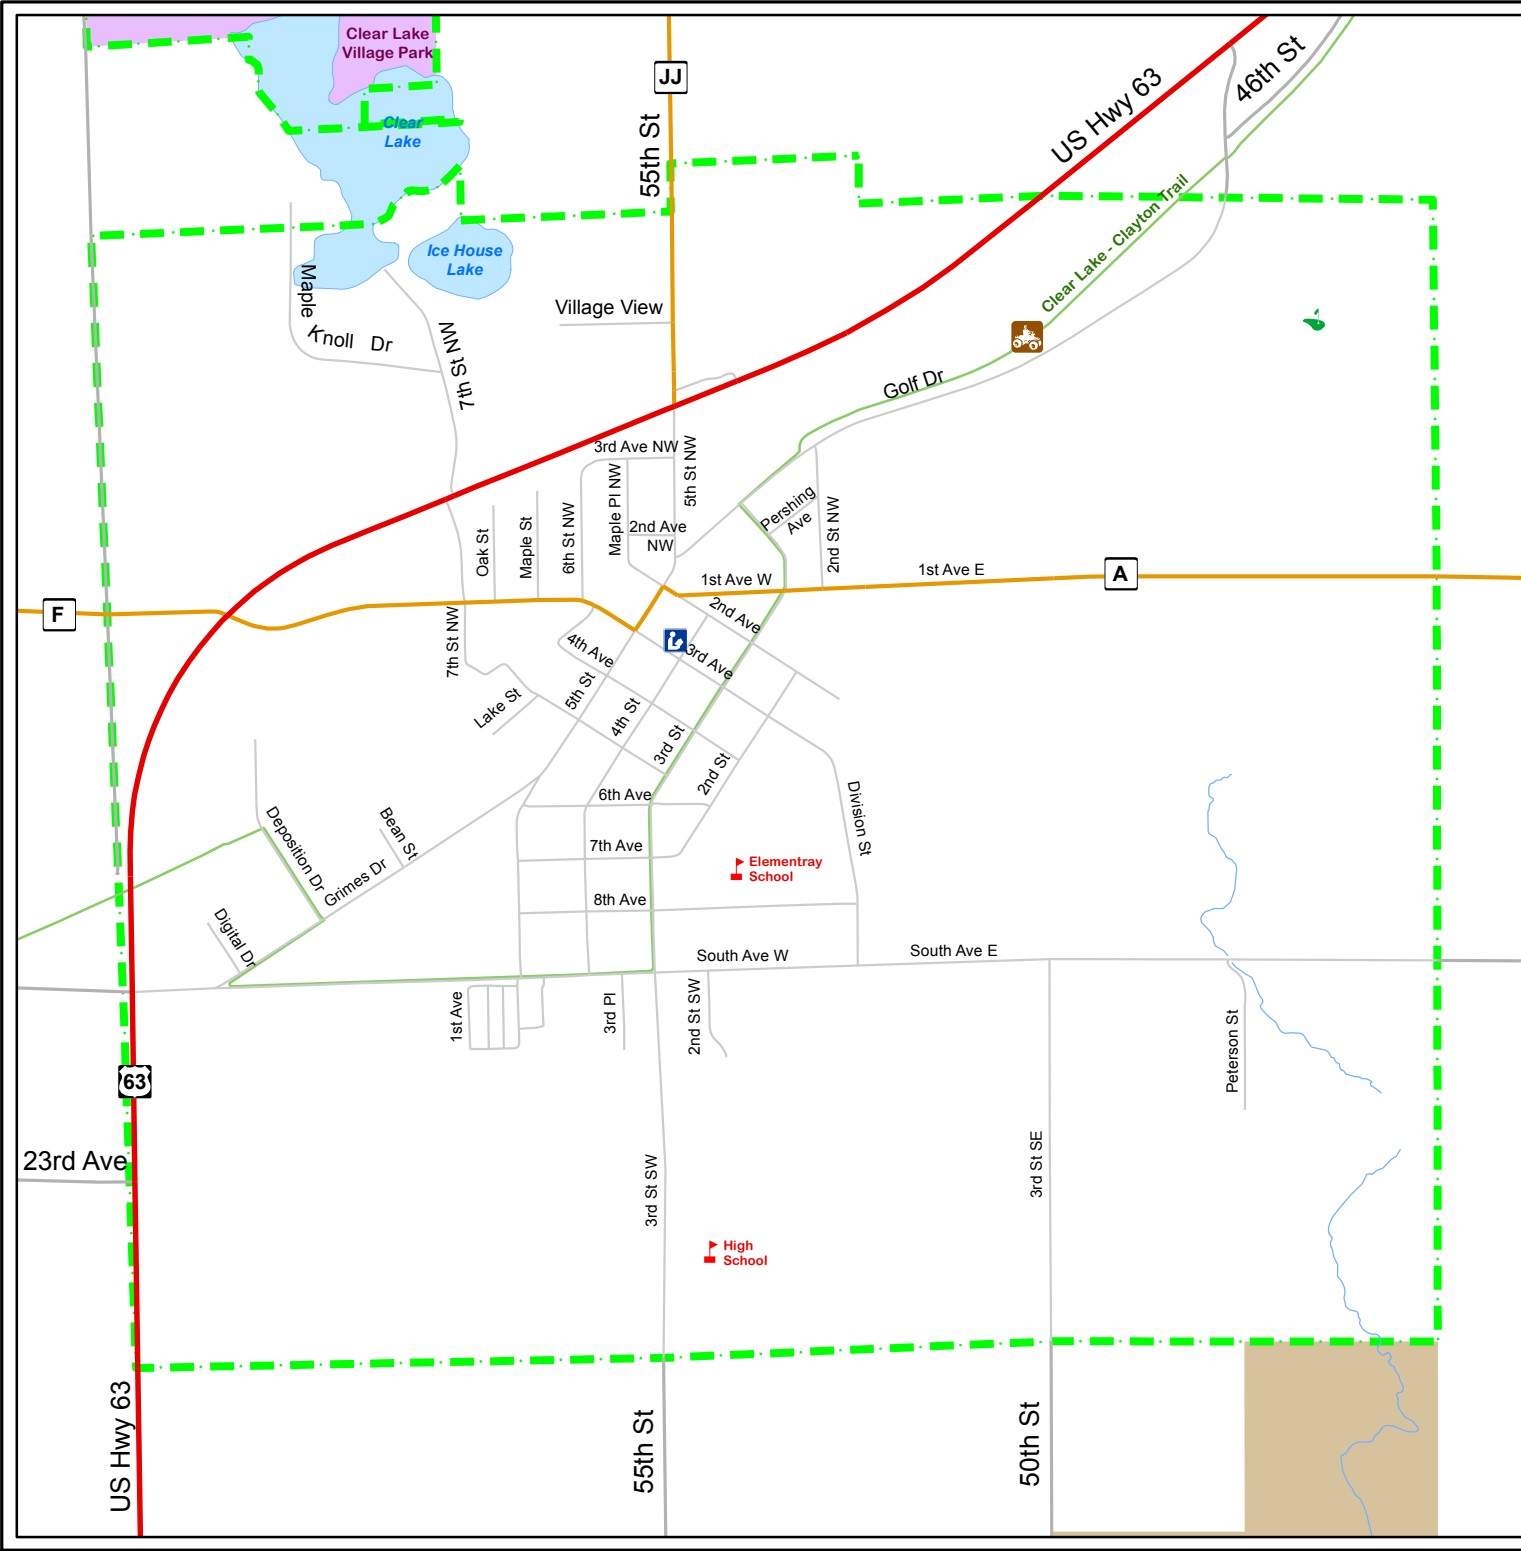 Clear Lake
Village Park
JJ
46th St
US Hwy 63
Clear
Lake
55th St
Clear Lake - Clayton Trail
Ice House
Lake
Maple
Knoll Dr
Village View
7th St NW
Golf Dr
3rd Ave NW
5th St NW
Maple Pl NW
Pershing
Ave
2nd St NW
6th St NW
Maple St
Oak St
2nd Ave
NW
1st Ave W
1st Ave E
A
F
2nd Ave
7th St NW
4th Ave
3rd Ave
5th St
Lake St
4th St
3rd St
2nd St
6th Ave
Division St
Deposition Dr
Bean St
7th Ave
Elementray
School
Grimes Dr
8th Ave
Digital Dr
South Ave W
South Ave E
1st Ave
3rd Pl
2nd St SW
Peterson St
63
23rd Ave
3rd St SW
3rd St SE
High
School
US Hwy 63
55th St
50th St